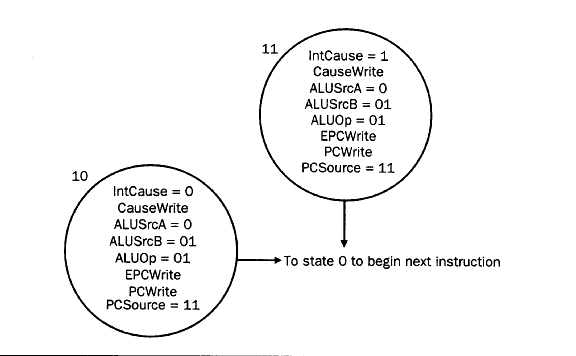 11
IntCause = 1
CauseWrite
ALUSrcA = 0
ALUSrcB = 01
ALUOp = 01
EPCWrite
PCWrite
PCSource = 11
10
IntCause = 0
CauseWrite
ALUSrcA = 0
ALUSrcB = 01
ALUOp = 01
EPCWrite
PCWrite
PCSource = 11
To state 0 to begin next instruction